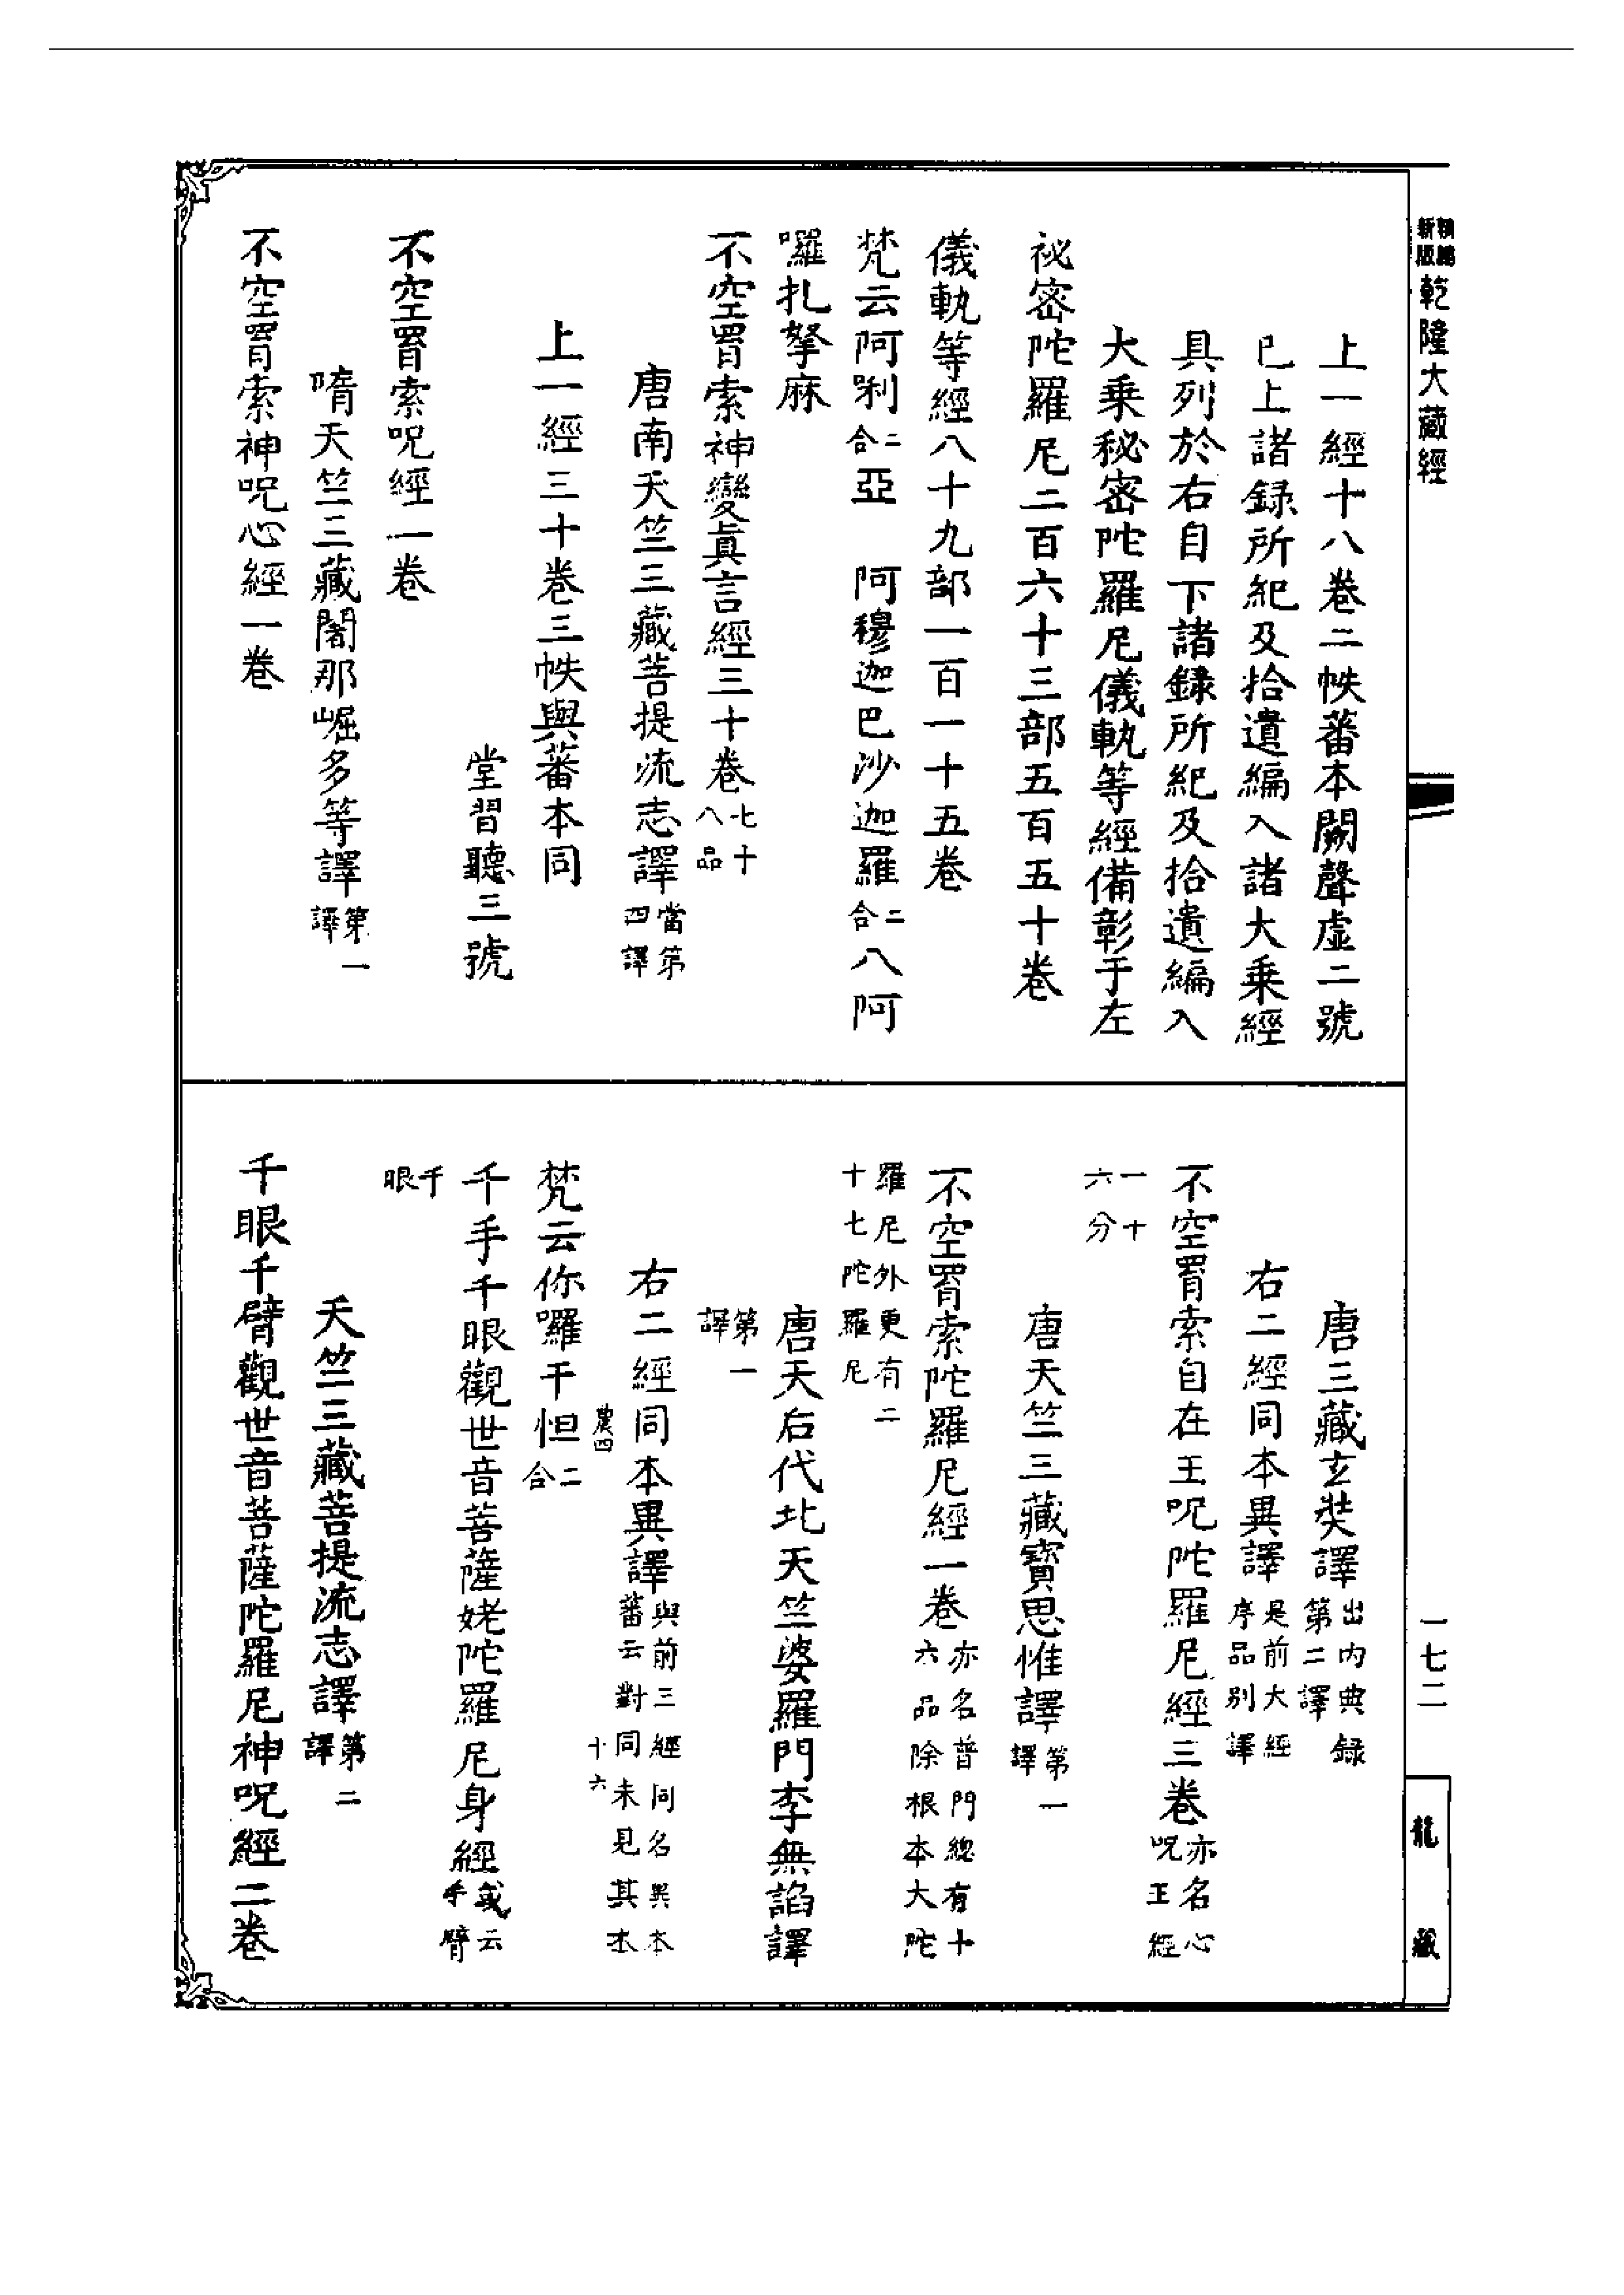 新版精編乾隆大藏經
上一經十八卷二帙蕃本闕聲虛二號
已上諸録所紀及拾遺編入諸大乘經
具列於右自下諸録所紀及拾遺編入
大乘秘密陀羅尼儀軌等經備彰于左
祕密陀羅尼二百六十三部五百五十卷
儀軌等經八十九部一百一十五卷
梵云阿唎二合亞 阿穆迦巴沙迦羅二合八阿
囉扎拏麻
不空罥索神變真言經三十卷七十八品
唐南天竺三藏菩提流志譯當第四譯
上一經三十卷三帙與蕃本同
堂習聽三號
不空罥索呪經一卷
隋天竺三藏闍那崛多等譯第一譯
不空罥索神呪心經一卷
唐三藏玄奘譯出内典録第二譯
右二經同本異譯是前大經序品別譯
不空罥索自在王呪陀羅尼經三卷亦名心呪王經
一十六分
唐天竺三藏寶思惟譯第一譯
不空罥索陀羅尼經一卷亦名普門總有十六品除根本大陀
羅尼外更有二十七陀羅尼
唐天后代北天竺婆羅門李無諂譯
第一譯
右二經同本異譯與前三經同名異本蕃云對同未見其本
農四
十六
梵云你囉干怛二合
千手千眼觀世音菩薩姥陀羅尼身經或云千臂
千眼
天竺三藏菩提流志譯第二譯
千眼千臂觀世音菩薩陀羅尼神呪經二卷
一七二
龍藏